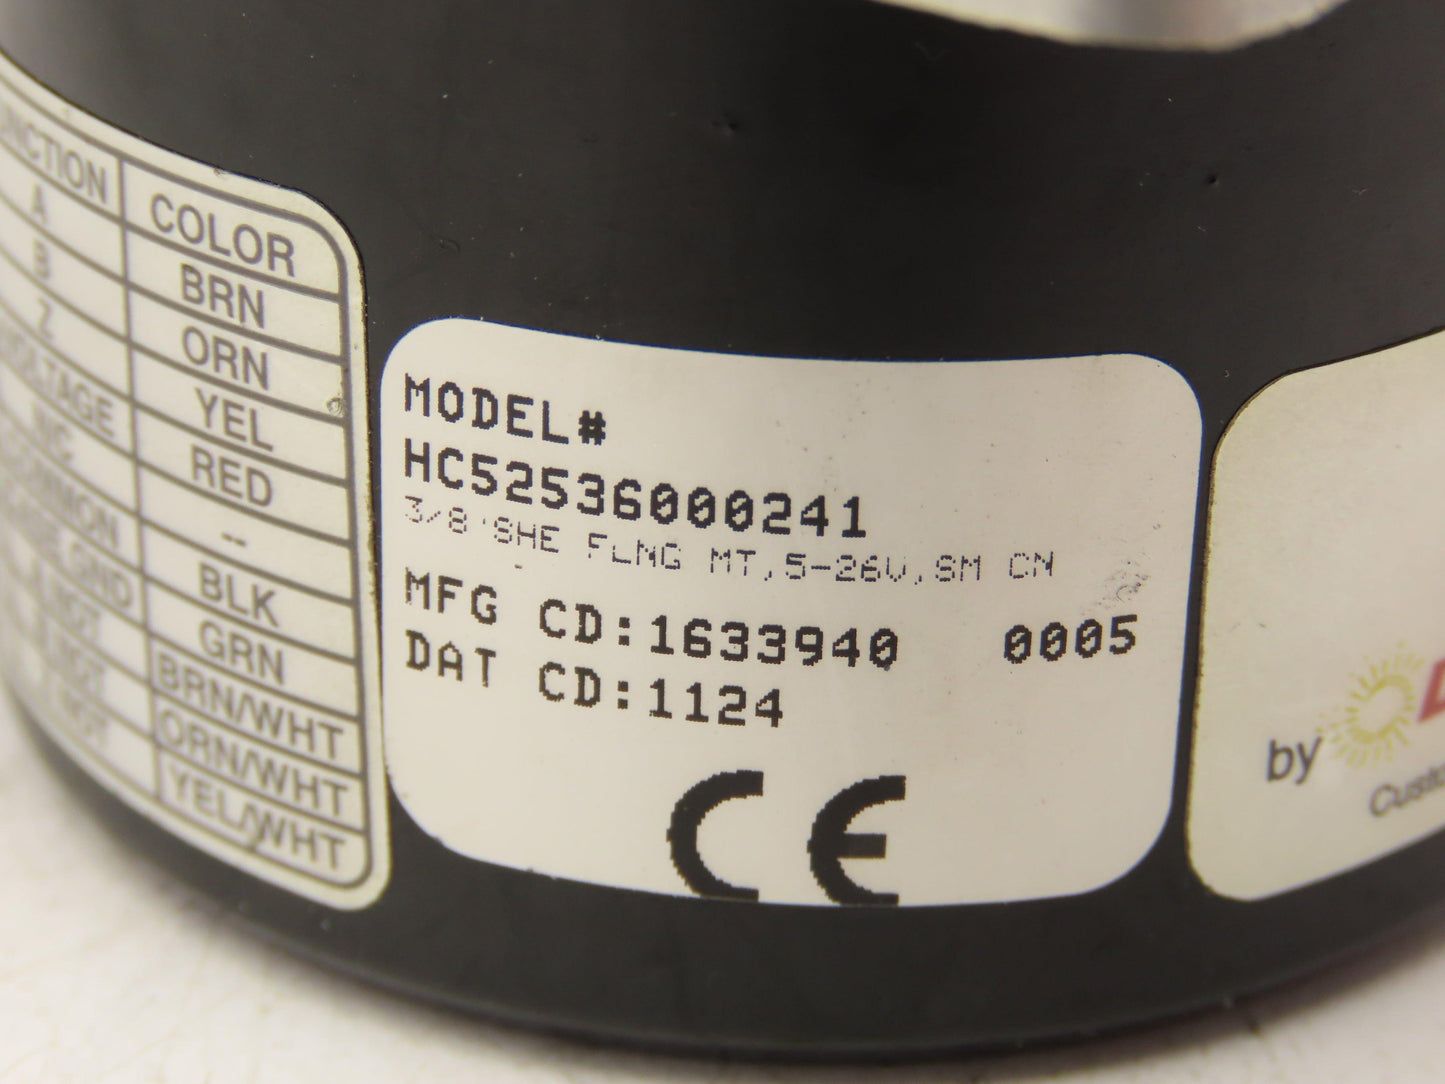 COLOR
A BRN
B ORN
Z YEL
RED
NC --
BLK
GRN
BRN/WHT
ORN/WHT
YEL/WHT
MODEL#
HC52536000241
3/8"SHE FLNG MT,5-26V,SM CN
MFG CD:1633940 0005
DAT CD:1124
CE
by